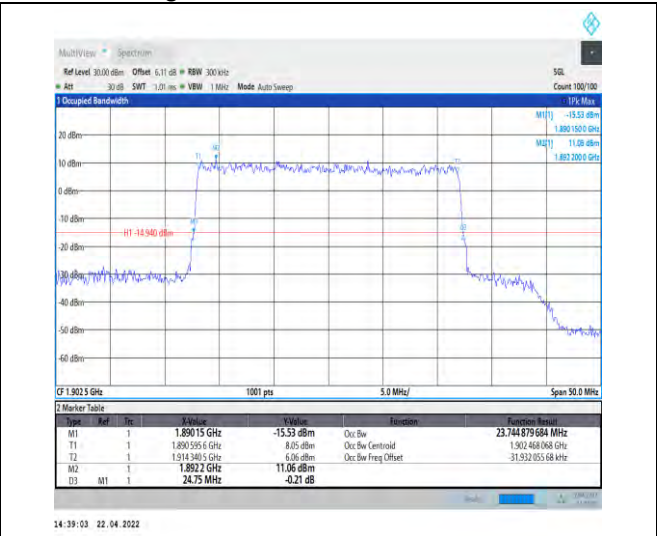 MultiView Spectrum
Ref Level 30.00 dBm Offset 6.11 dB RBW 300 kHz SGL
Att 30 dB SWT 1.01 ms VBW 1 MHz Mode Auto Sweep Count 100/100
1 Occupied Bandwidth 1Pk Max
M1[1] -15.53 dBm
1.890 150 0 GHz
M2[1] 11.06 dBm
1.892 200 0 GHz
20 dBm
10 dBm
0 dBm
-10 dBm
H1 -14.940 dBm
-20 dBm
-30 dBm
-40 dBm
-50 dBm
-60 dBm
T1
M1
CF 1.902 5 GHz 1001 pts 5.0 MHz/ Span 50.0 MHz
2 Marker Table
Type Ref Trc X-Value Y-Value Function Function Result
M1 1 1.890 15 GHz -15.53 dBm Occ Bw 23.744 879 684 MHz
T1 1 1.890 595 6 GHz 8.05 dBm Occ Bw Centroid 1.902 468 068 GHz
T2 1 1.914 340 5 GHz 6.06 dBm Occ Bw Freq Offset -31.932 055 68 kHz
M2 1 1.892 2 GHz 11.06 dBm
D3 M1 1 24.75 MHz -0.21 dB
14:39:03 22.04.2022